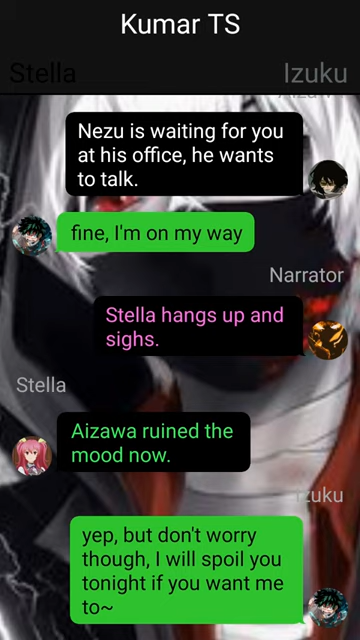 Kumar TS
Stella
Izuku
Nezu is waiting for you
at his office, he wants
to talk.
fine, I'm on my way
Narrator
Stella hangs up and
sighs.
Stella
Aizawa ruined the
mood now.
Izuku
yep, but don't worry
though, I will spoil you
tonight if you want me
to~